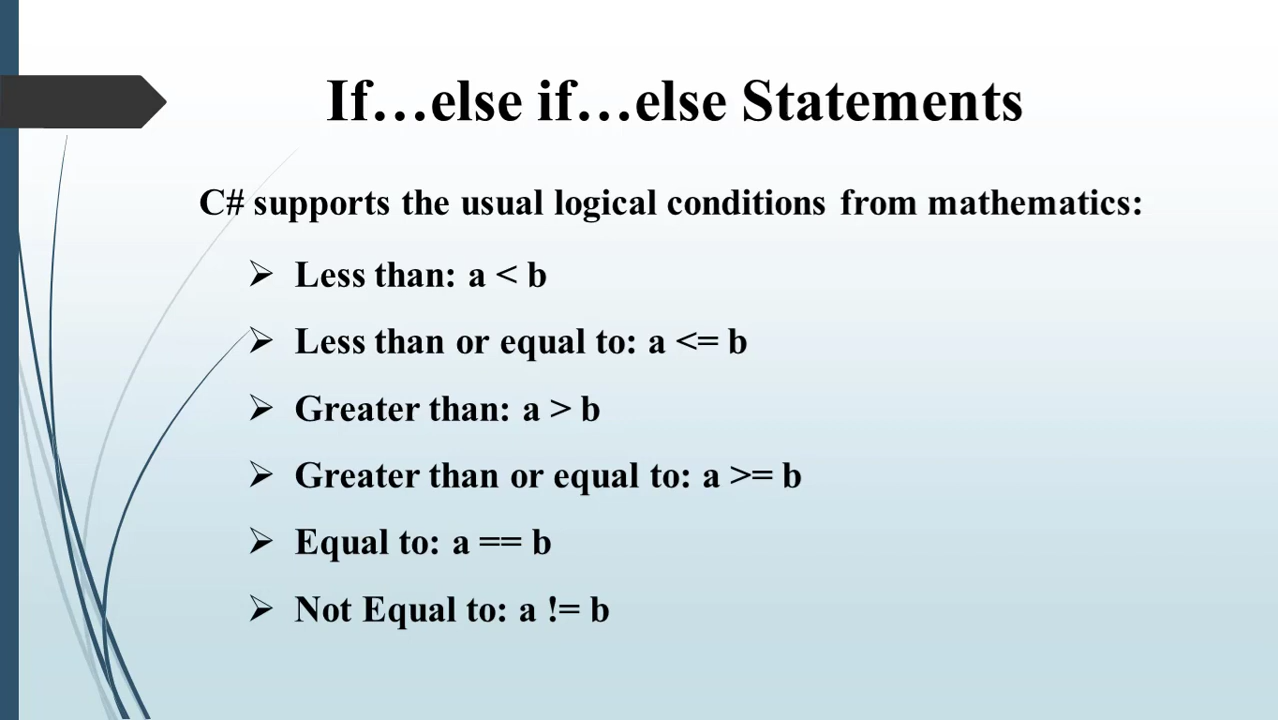 If…else if…else Statements
C# supports the usual logical conditions from mathematics:
➢ Less than: a < b
➢ Less than or equal to: a <= b
➢ Greater than: a > b
➢ Greater than or equal to: a >= b
➢ Equal to: a == b
➢ Not Equal to: a != b